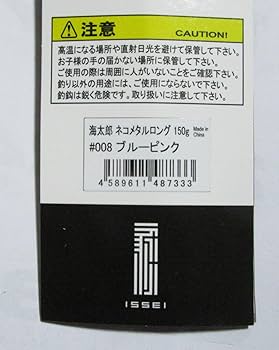 注意 CAUTION!
高温になる場所や直射日光を避けて保管して下さい。
お子様の手の届かない場所に保管して下さい。
ご使用の際は周囲に人がいないことをご確認下さい。
釣り以外の用途には、ご使用にならないで下さい。
釣針は鋭く危険です。取り扱いに注意して下さい。
海太郎 ネコメタルロング 150g Made in China
#008 ブルーピンク
4 589611 487333
ISSEI